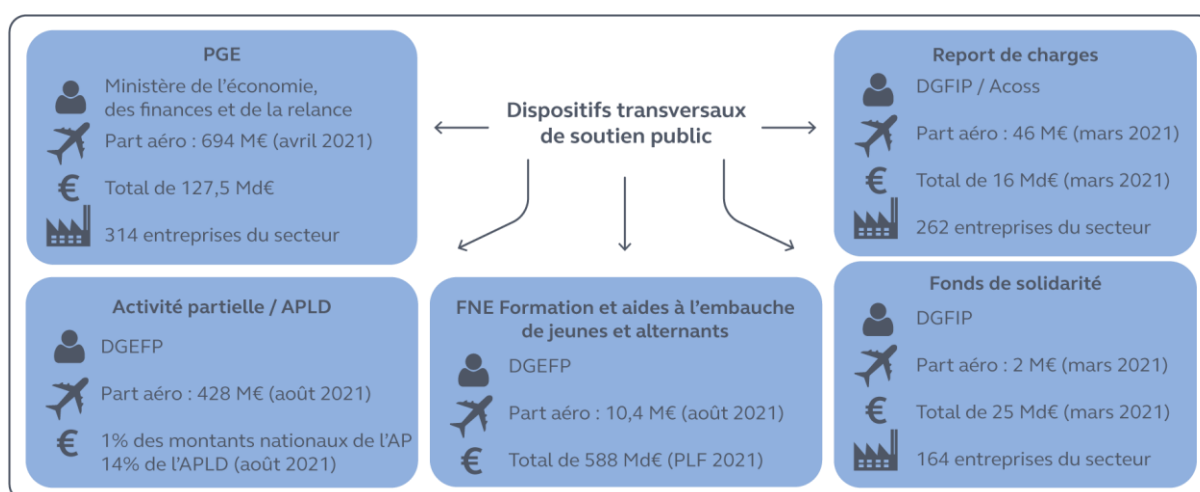 PGE
Ministère de l'économie,
des finances et de la relance
Part aéro : 694 M€ (avril 2021)
€
Total de 127,5 Md€
314 entreprises du secteur
Dispositifs transversaux
de soutien public
Report de charges
DGFIP / Acoss
Part aéro : 46 M€ (mars 2021)
€
Total de 16 Md€ (mars 2021)
262 entreprises du secteur
Activité partielle / APLD
DGEFP
Part aéro : 428 M€ (août 2021)
€
1% des montants nationaux de l'AP
14% de l'APLD (août 2021)
FNE Formation et aides à l'embauche
de jeunes et alternants
DGEFP
Part aéro : 10,4 M€ (août 2021)
€
Total de 588 Md€ (PLF 2021)
Fonds de solidarité
DGFIP
Part aéro : 2 M€ (mars 2021)
€
Total de 25 Md€ (mars 2021)
164 entreprises du secteur